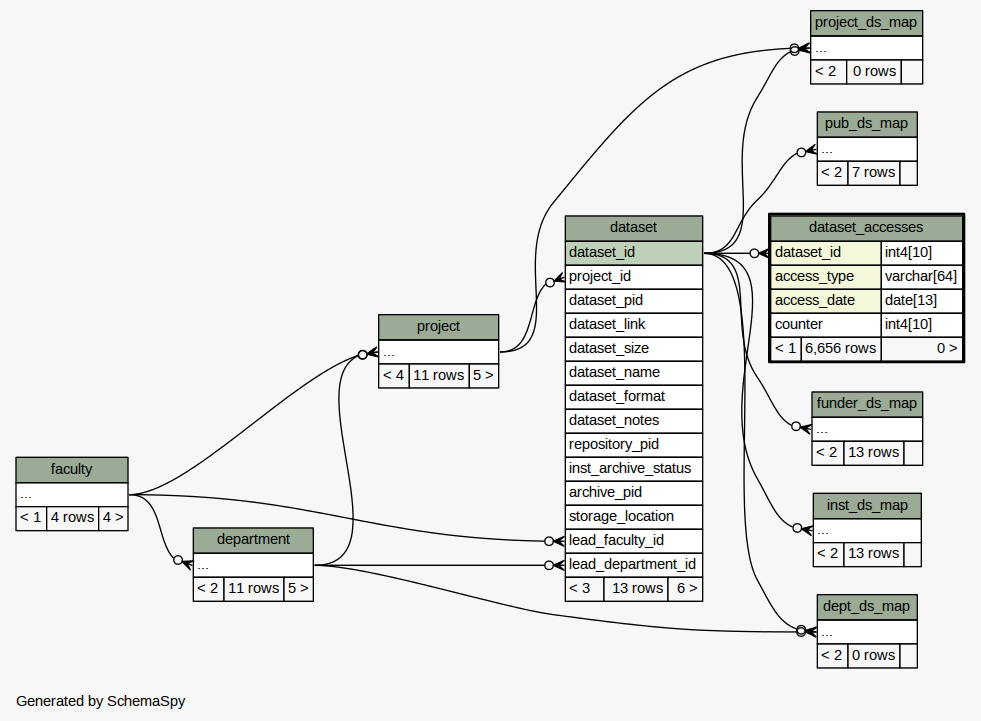 project_ds_map
...
< 2 0 rows
pub_ds_map
...
< 2 7 rows
dataset
dataset_id
project_id
dataset_pid
dataset_link
dataset_size
dataset_name
dataset_format
dataset_notes
repository_pid
inst_archive_status
archive_pid
storage_location
lead_faculty_id
lead_department_id
< 3 13 rows 6 >
dataset_accesses
dataset_id int4[10]
access_type varchar[64]
access_date date[13]
counter int4[10]
< 1 6,656 rows 0 >
project
...
< 4 11 rows 5 >
funder_ds_map
...
< 2 13 rows
faculty
...
< 1 4 rows 4 >
inst_ds_map
...
< 2 13 rows
department
...
< 2 11 rows 5 >
dept_ds_map
...
< 2 0 rows
Generated by SchemaSpy